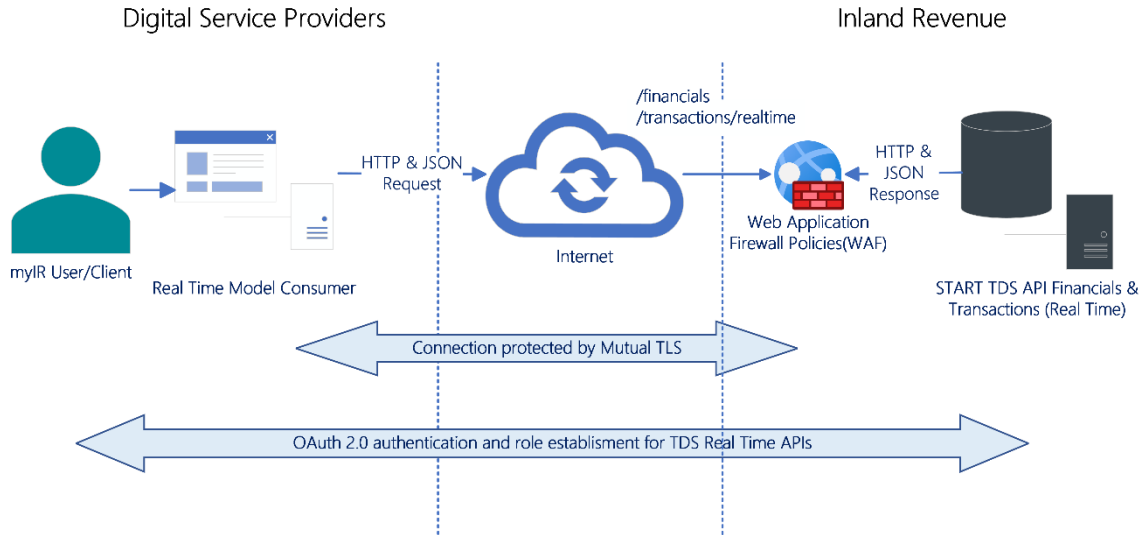 Digital Service Providers
Inland Revenue
/financials
/transactions/realtime
HTTP & JSON
Request
HTTP &
JSON
Response
Web Application
Firewall Policies(WAF)
Internet
myIR User/Client
Real Time Model Consumer
START TDS API Financials &
Transactions (Real Time)
Connection protected by Mutual TLS
OAuth 2.0 authentication and role establisment for TDS Real Time APIs